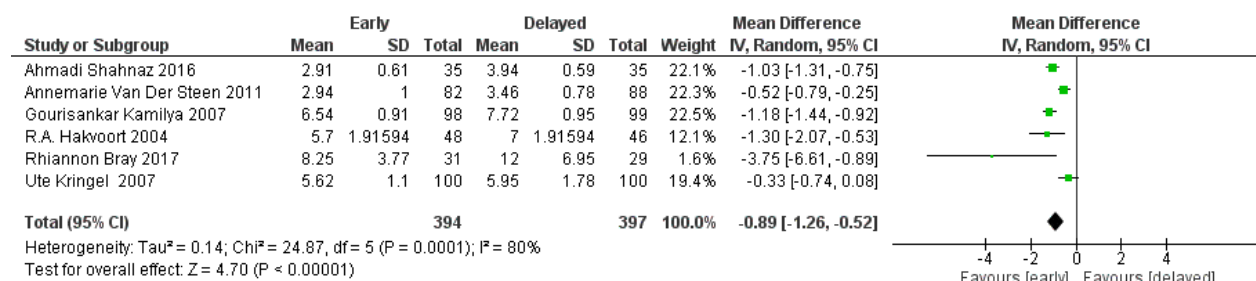 Early Delayed Mean Difference Mean Difference
Study or Subgroup Mean SD Total Mean SD Total Weight IV, Random, 95% CI IV, Random, 95% CI
Ahmadi Shahnaz 2016 2.91 0.61 35 3.94 0.59 35 22.1% -1.03 [-1.31, -0.75]
Annemarie Van Der Steen 2011 2.94 1 82 3.46 0.78 88 22.3% -0.52 [-0.79, -0.25]
Gourisankar Kamilya 2007 6.54 0.91 98 7.72 0.95 99 22.5% -1.18 [-1.44, -0.92]
R.A. Hakvoort 2004 5.7 1.91594 48 7 1.91594 46 12.1% -1.30 [-2.07, -0.53]
Rhiannon Bray 2017 8.25 3.77 31 12 6.95 29 1.6% -3.75 [-6.61, -0.89]
Ute Kringel 2007 5.62 1.1 100 5.95 1.78 100 19.4% -0.33 [-0.74, 0.08]
Total (95% CI) 394 397 100.0% -0.89 [-1.26, -0.52]
Heterogeneity: Tau² = 0.14; Chi² = 24.87, df = 5 (P = 0.0001); I² = 80%
Test for overall effect: Z = 4.70 (P < 0.00001)
-4 -2 0 2 4
Favours [early] Favours [delayed]